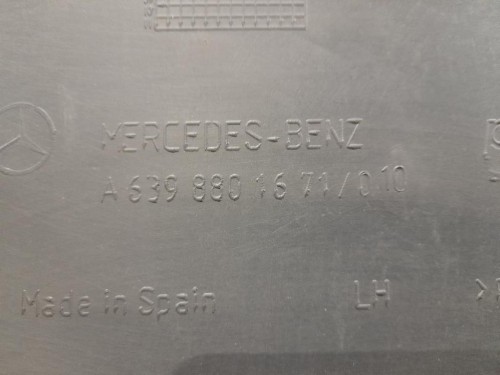 MERCEDES-BENZ
A 639 880 16 71/0 10
Made in Spain LH